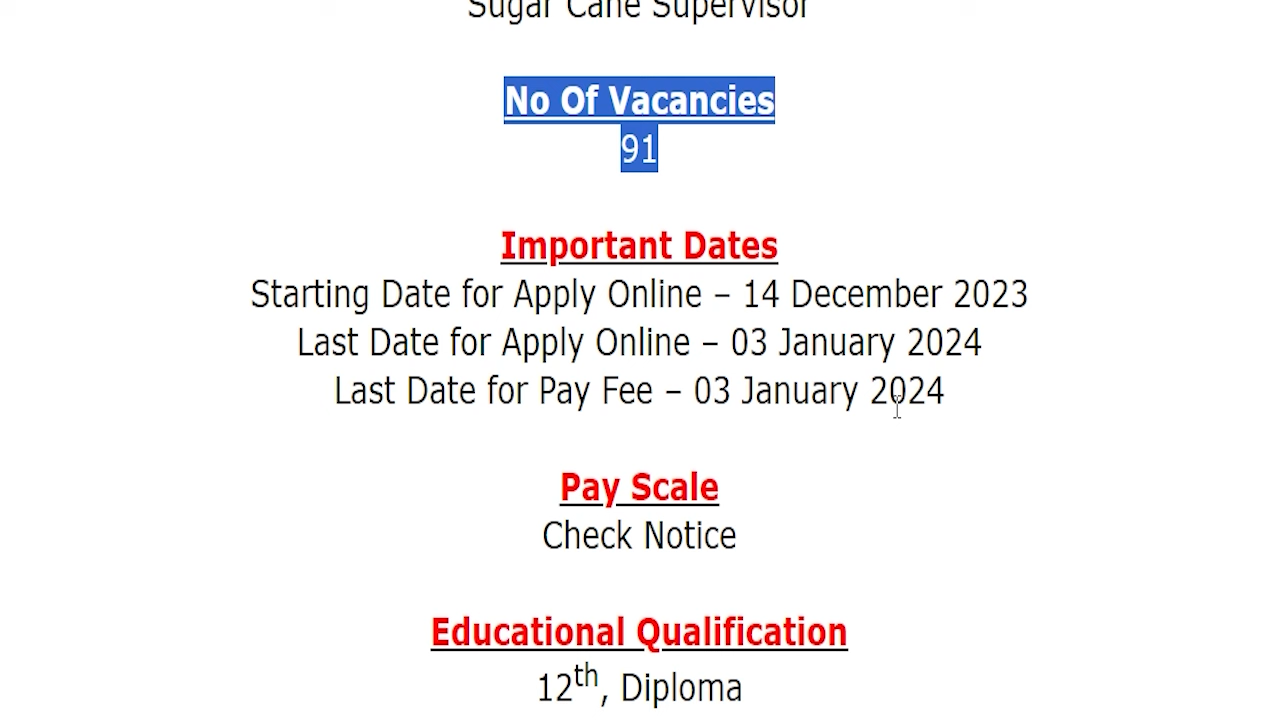 Sugar Cane Supervisor
No Of Vacancies
91
Important Dates
Starting Date for Apply Online – 14 December 2023
Last Date for Apply Online – 03 January 2024
Last Date for Pay Fee – 03 January 2024
Pay Scale
Check Notice
Educational Qualification
12th, Diploma